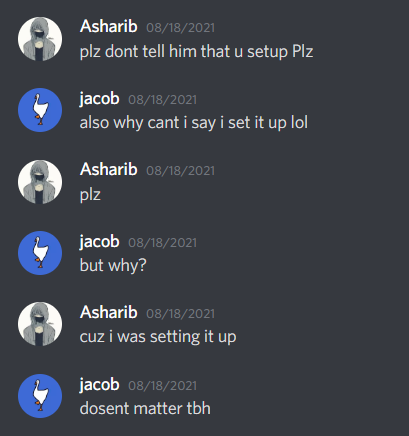 Asharib 08/18/2021
plz dont tell him that u setup Plz
jacob 08/18/2021
also why cant i say i set it up lol
Asharib 08/18/2021
plz
jacob 08/18/2021
but why?
Asharib 08/18/2021
cuz i was setting it up
jacob 08/18/2021
dosent matter tbh